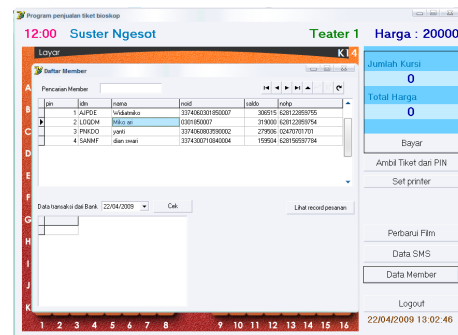 Program penjualan tiket bioskop
12:00 Suster Ngesot Teater 1 Harga : 20000
Layar K14
Daftar Member
Pencarian Member
pin idm nama noid saldo nohp
1 AJPDE Widiatmiko 3374060301850007 306515 628122859755
2 LOQDM Miko ari 0301850007 319000 628122859754
3 PNKDO yanti 3374060803590002 279506 02470701701
4 SANMF dian swari 3374300710840004 159504 628156597784
Data transaksi dari Bank 22/04/2009 Cek Lihat record pesanan
A
B
C
D
E
F
G
H
I
J
K
1 2 3 4 5 6 7 8 9 10 11 12 13 14 15 16
Jumlah Kursi
0
Total Harga
0
Bayar
Ambil Tiket dari PIN
Set printer
Perbarui Film
Data SMS
Data Member
Logout
22/04/2009 13:02:46